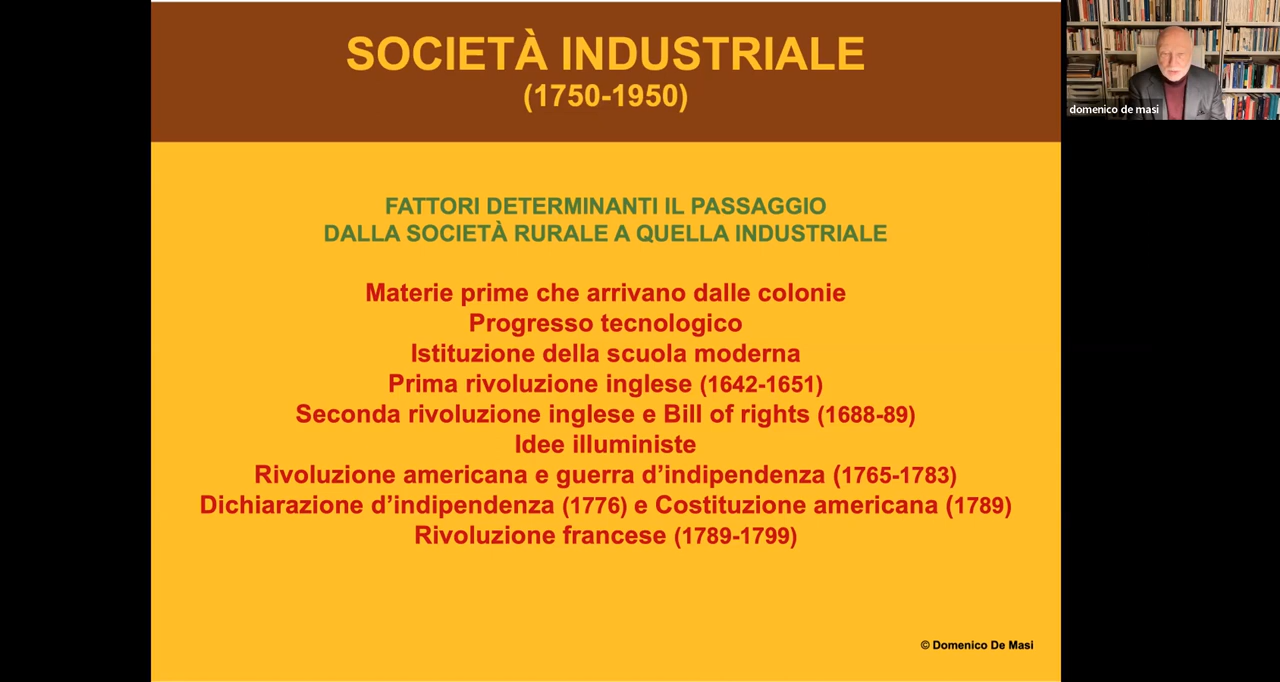 SOCIETÀ INDUSTRIALE
(1750-1950)
domenico de masi
FATTORI DETERMINANTI IL PASSAGGIO
DALLA SOCIETÀ RURALE A QUELLA INDUSTRIALE
Materie prime che arrivano dalle colonie
Progresso tecnologico
Istituzione della scuola moderna
Prima rivoluzione inglese (1642-1651)
Seconda rivoluzione inglese e Bill of rights (1688-89)
Idee illuministe
Rivoluzione americana e guerra d’indipendenza (1765-1783)
Dichiarazione d’indipendenza (1776) e Costituzione americana (1789)
Rivoluzione francese (1789-1799)
© Domenico De Masi